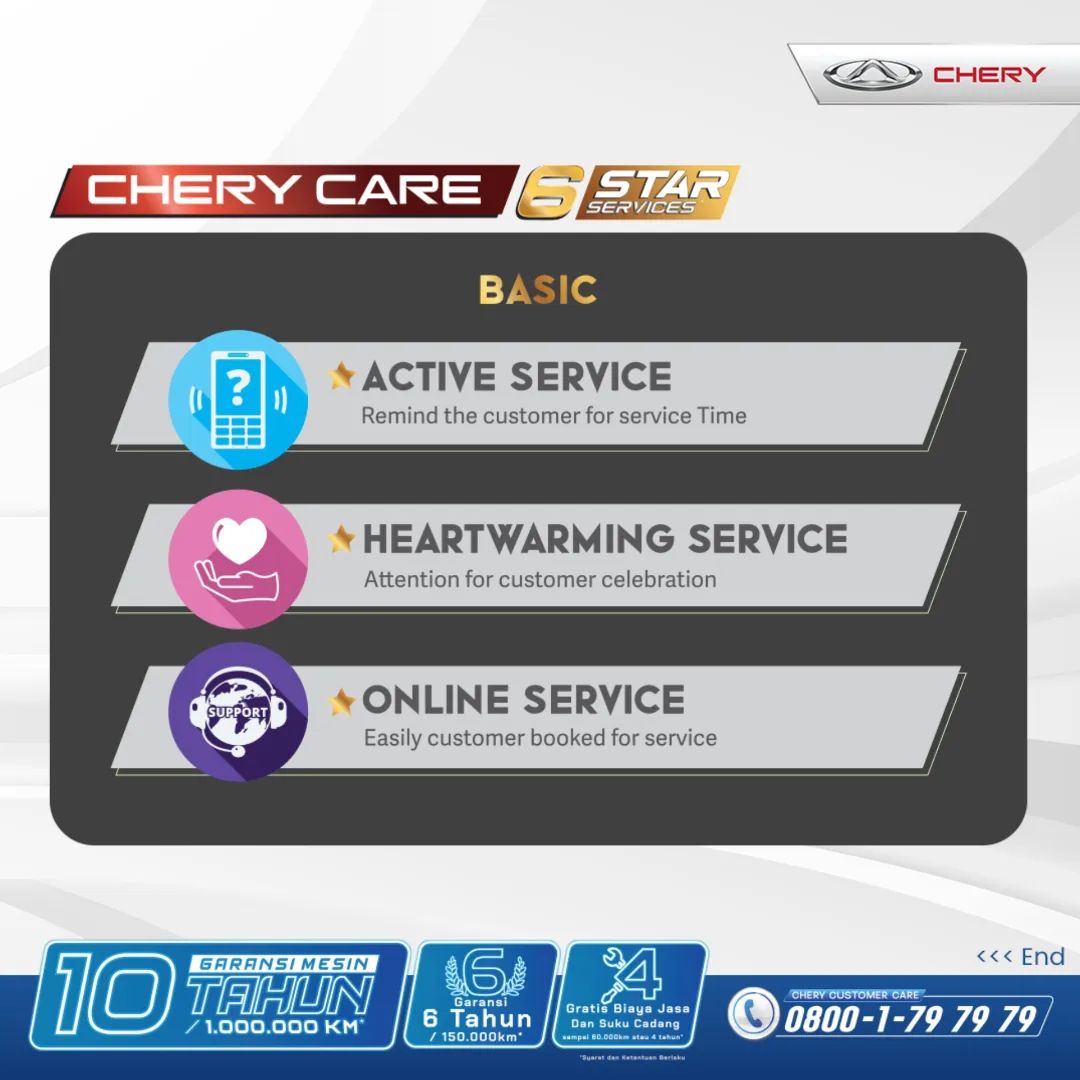 CHERY
CHERY CARE 6 STAR SERVICES
BASIC
?
ACTIVE SERVICE
Remind the customer for service Time
HEARTWARMING SERVICE
Attention for customer celebration
SUPPORT
ONLINE SERVICE
Easily customer booked for service
<<< End
10 GARANSI MESIN
TAHUN
/ 1.000.000 KM*
6
Garansi
6 Tahun
/ 150.000km*
4
Gratis Biaya Jasa
Dan Suku Cadang
sampai 60.000km atau 4 tahun*
*Syarat dan Ketentuan Berlaku
CHERY CUSTOMER CARE
0800-1-79 79 79